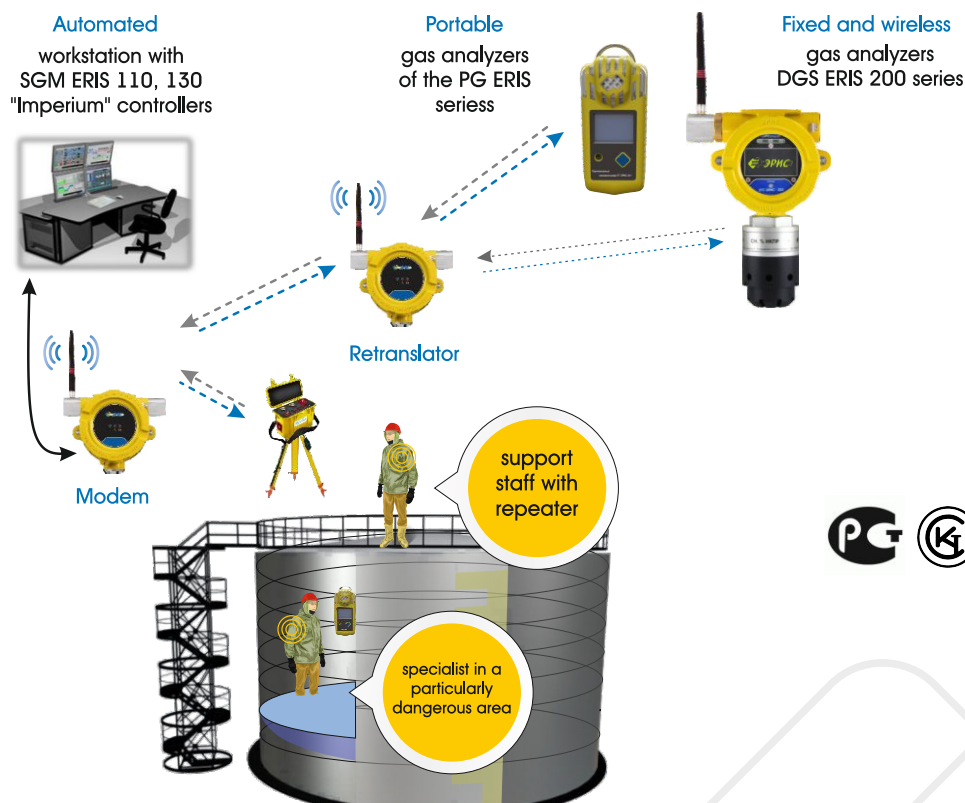 Automated
workstation with
SGM ERIS 110, 130
"Imperium" controllers
Portable
gas analyzers
of the PG ERIS
seriess
Fixed and wireless
gas analyzers
DGS ERIS 200 series
ЭРИС
Retranslator
Modem
support
staff with
repeater
specialist in a
particularly
dangerous area